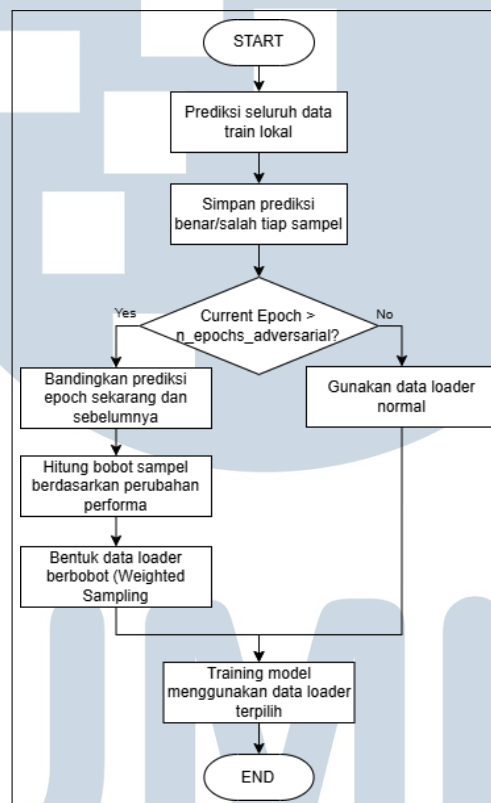 START
Prediksi seluruh data
train lokal
Simpan prediksi
benar/salah tiap sampel
Current Epoch >
n_epochs_adversarial?
Yes
No
Bandingkan prediksi
epoch sekarang dan
sebelumnya
Gunakan data loader
normal
Hitung bobot sampel
berdasarkan perubahan
performa
Bentuk data loader
berbobot (Weighted
Sampling
Training model
menggunakan data loader
terpilih
END